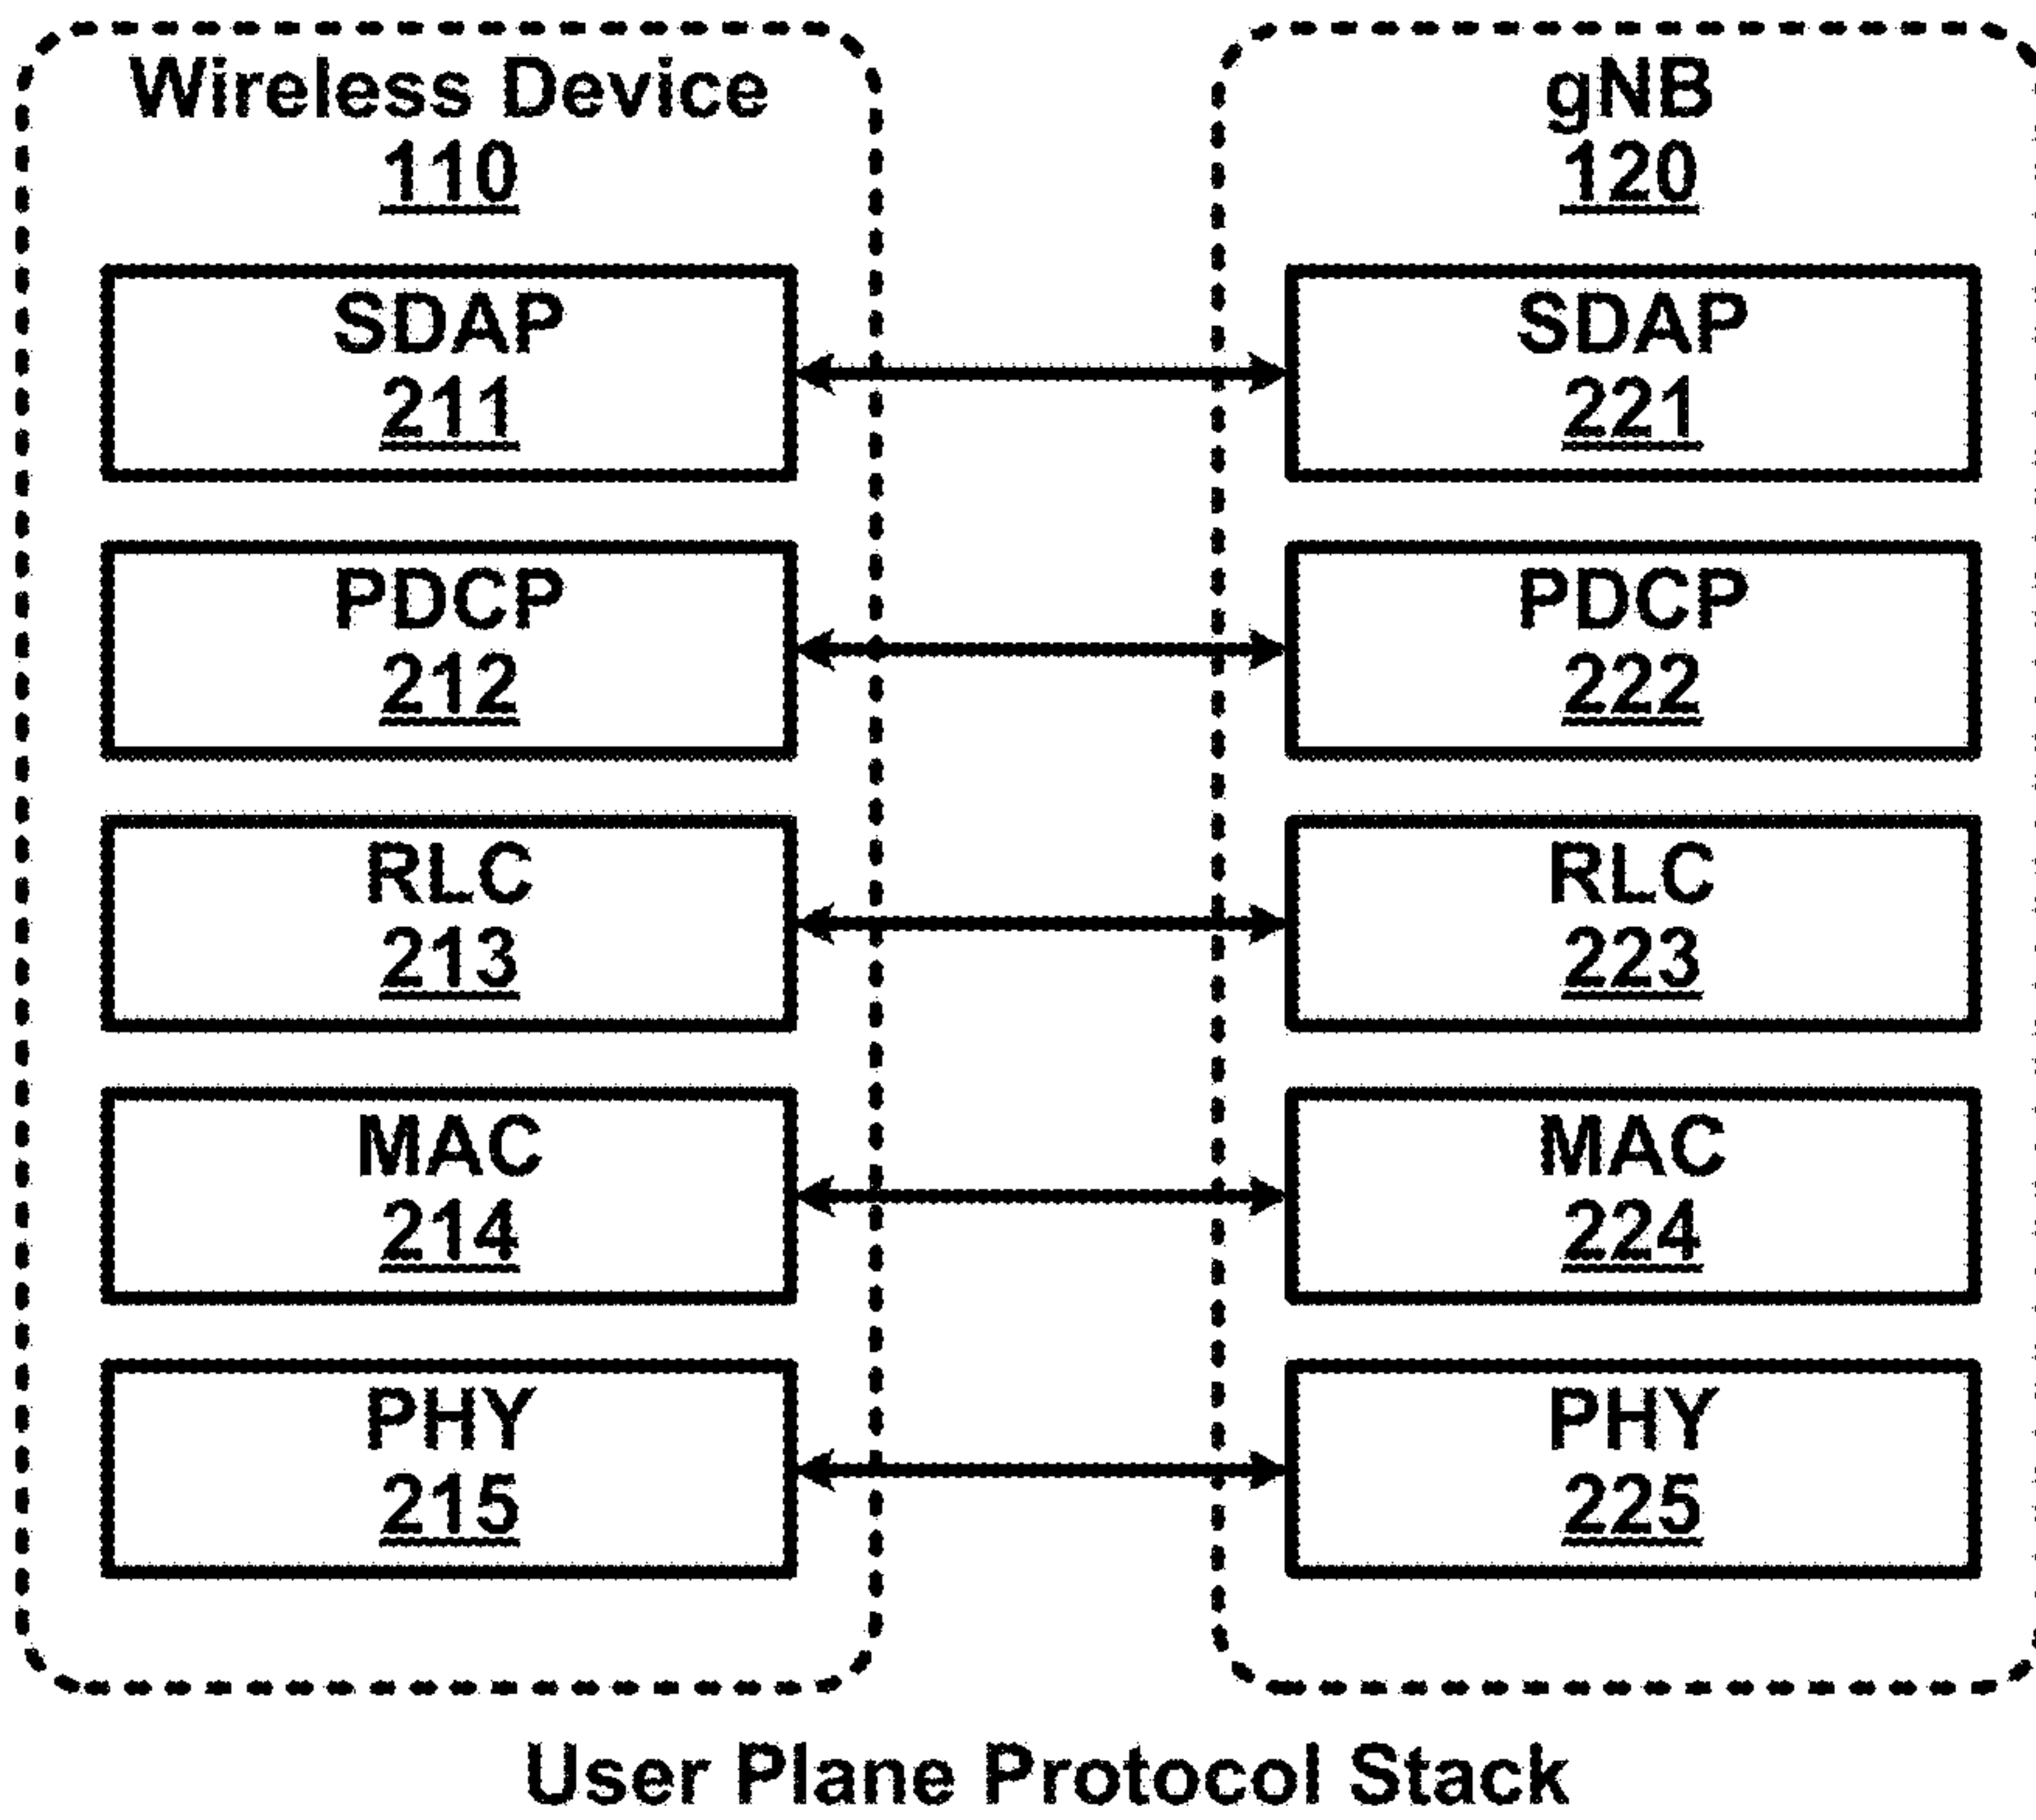 Wireless Device
110
gNB
120
SDAP
211
SDAP
221
PDCP
212
PDCP
222
RLC
213
RLC
223
MAC
214
MAC
224
PHY
215
PHY
225
User Plane Protocol Stack